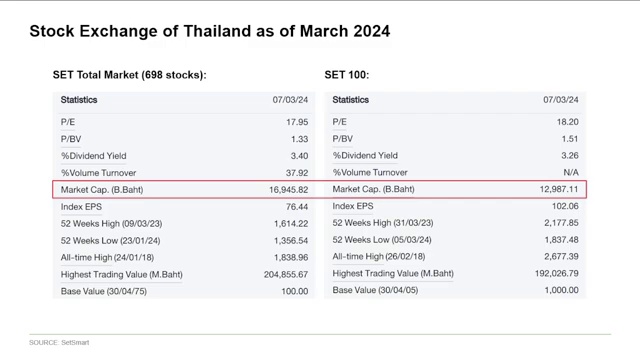 Stock Exchange of Thailand as of March 2024
SET Total Market (698 stocks):
Statistics 07/03/24
P/E 17.95
P/BV 1.33
%Dividend Yield 3.40
%Volume Turnover 37.92
Market Cap. (B.Baht) 16,945.82
Index EPS 76.44
52 Weeks High (09/03/23) 1,614.22
52 Weeks Low (23/01/24) 1,356.54
All-time High (24/01/18) 1,838.96
Highest Trading Value (M.Baht) 204,855.67
Base Value (30/04/75) 100.00
SET 100:
Statistics 07/03/24
P/E 18.20
P/BV 1.51
%Dividend Yield 3.26
%Volume Turnover N/A
Market Cap. (B.Baht) 12,987.11
Index EPS 102.06
52 Weeks High (31/03/23) 2,177.85
52 Weeks Low (05/03/24) 1,837.48
All-time High (26/02/18) 2,677.39
Highest Trading Value (M.Baht) 192,026.79
Base Value (30/04/05) 1,000.00
SOURCE: SetSmart